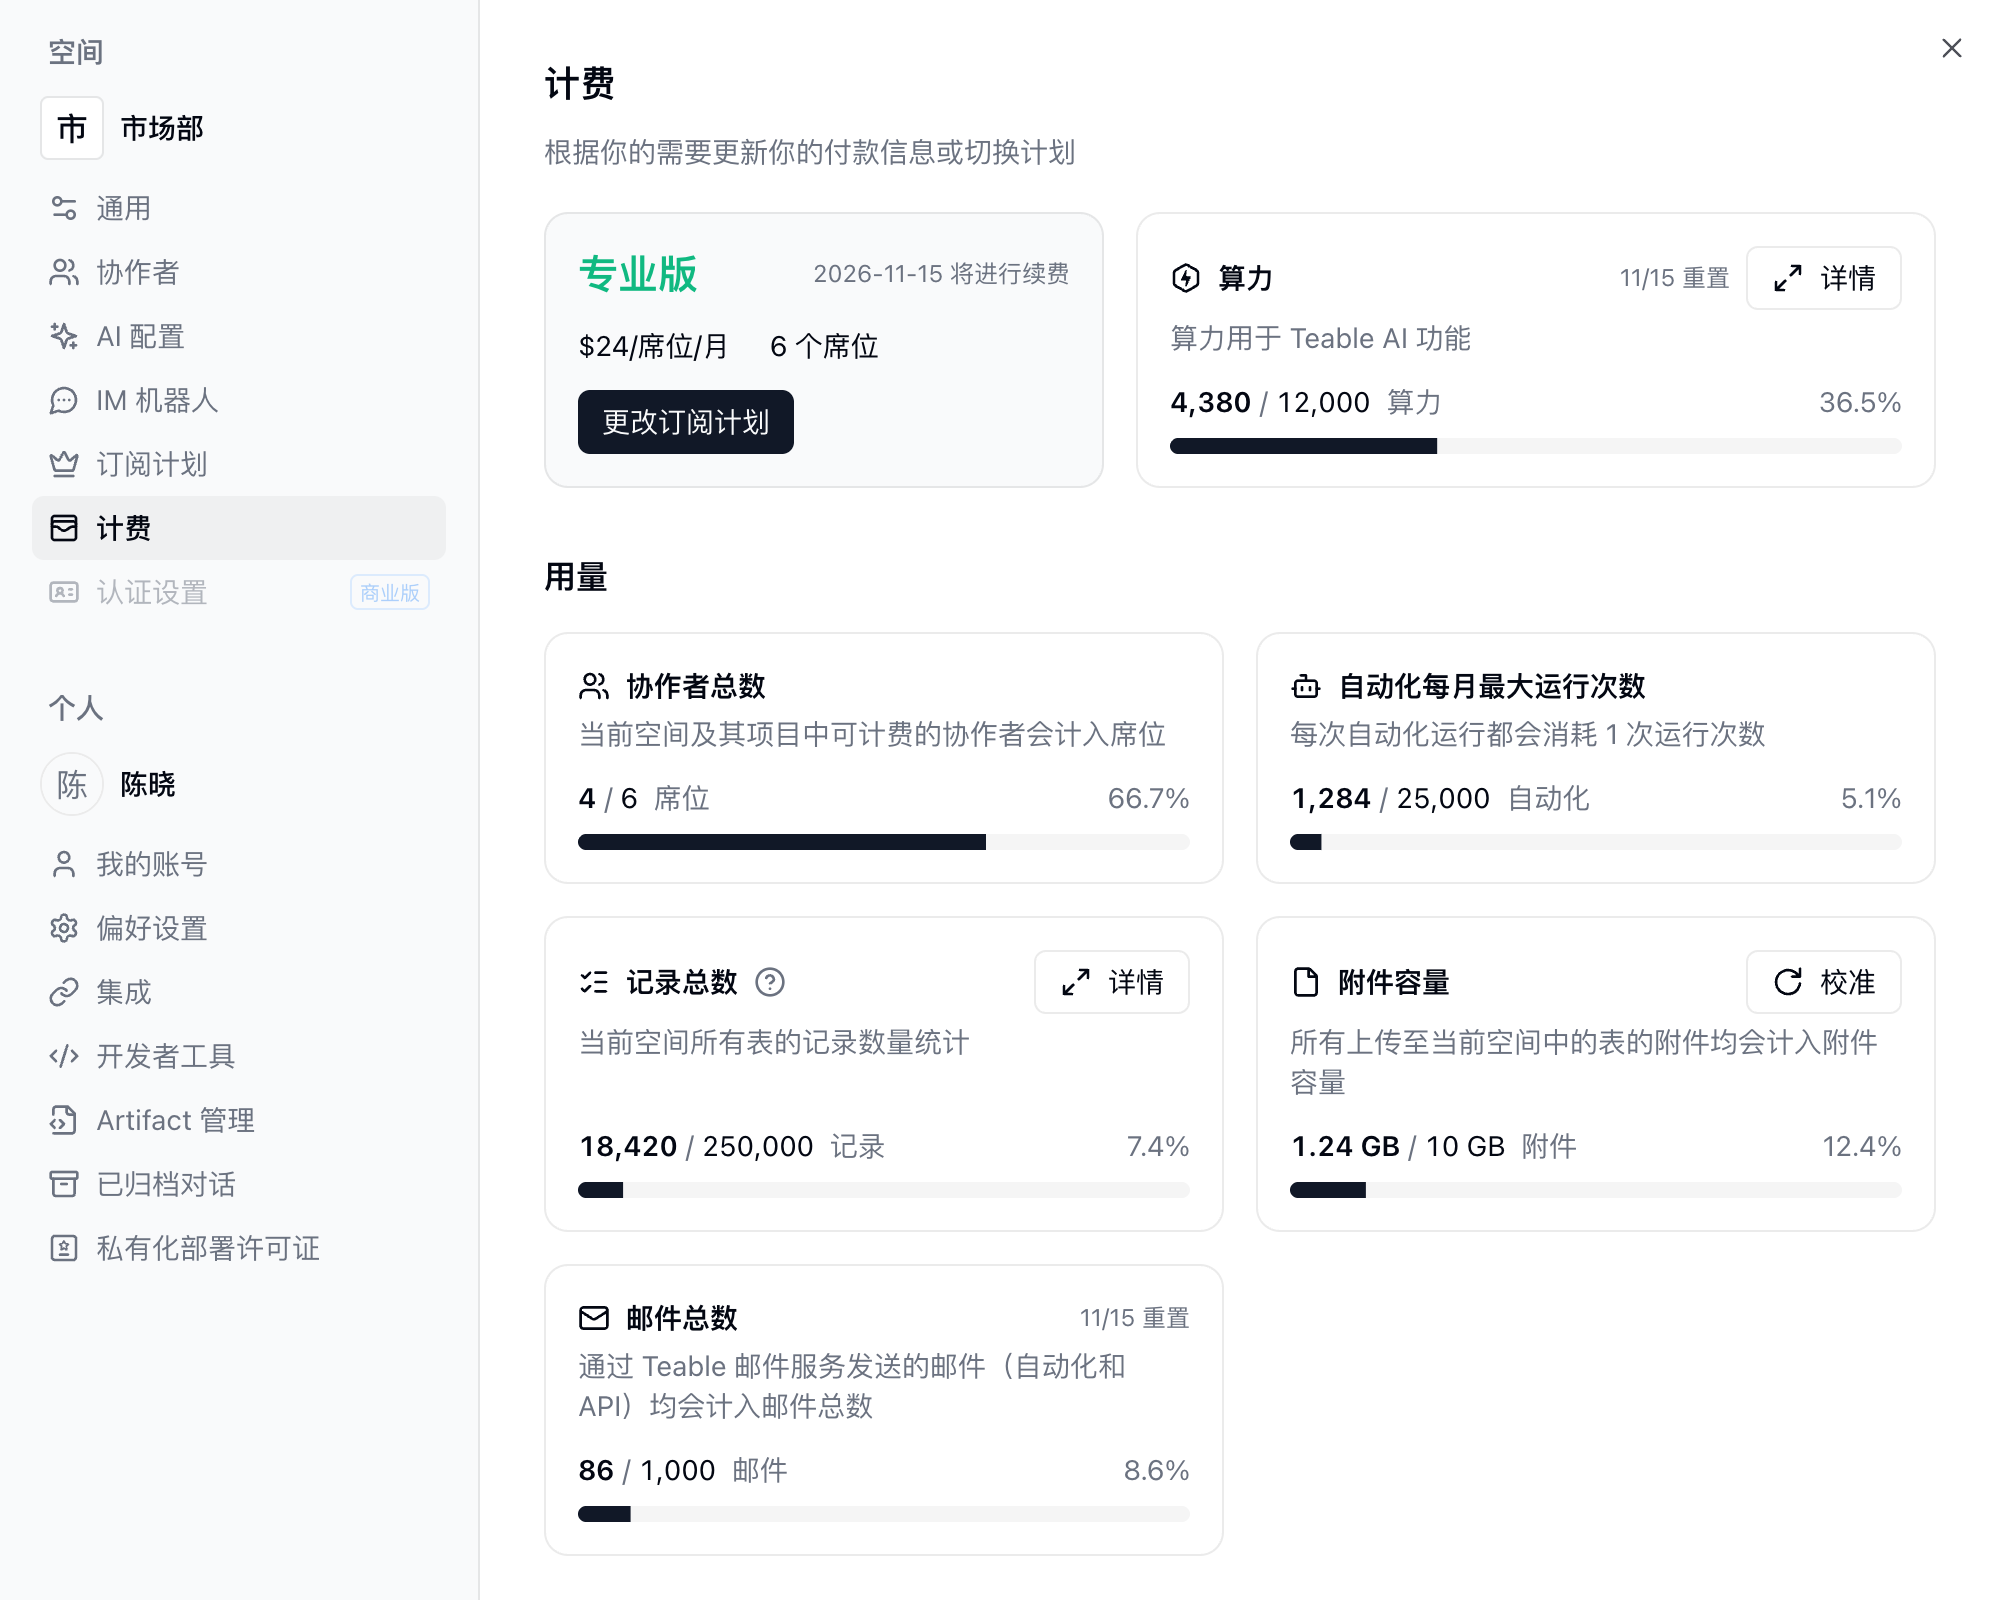 空间
市 市场部
通用
协作者
AI 配置
IM 机器人
订阅计划
计费
认证设置 商业版
个人
陈 陈晓
我的账号
偏好设置
集成
开发者工具
Artifact 管理
已归档对话
私有化部署许可证
计费
根据你的需要更新你的付款信息或切换计划
专业版 2026-11-15 将进行续费
$24/席位/月 6 个席位
更改订阅计划
算力 11/15 重置 详情
算力用于 Teable AI 功能
4,380 / 12,000 算力 36.5%
用量
协作者总数
当前空间及其项目中可计费的协作者会计入席位
4 / 6 席位 66.7%
自动化每月最大运行次数
每次自动化运行都会消耗 1 次运行次数
1,284 / 25,000 自动化 5.1%
记录总数 详情
当前空间所有表的记录数量统计
18,420 / 250,000 记录 7.4%
附件容量 校准
所有上传至当前空间中的表的附件均会计入附件
容量
1.24 GB / 10 GB 附件 12.4%
邮件总数 11/15 重置
通过 Teable 邮件服务发送的邮件（自动化和
API）均会计入邮件总数
86 / 1,000 邮件 8.6%